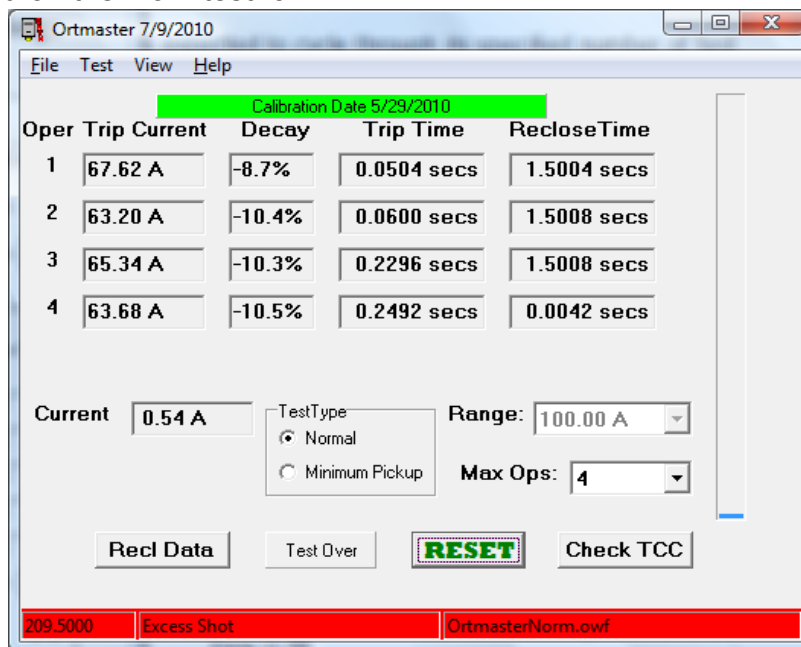 Ortmaster 7/9/2010
File Test View Help
Calibration Date 5/29/2010
Oper Trip Current Decay Trip Time RecloseTime
1 67.62 A -8.7% 0.0504 secs 1.5004 secs
2 63.20 A -10.4% 0.0600 secs 1.5008 secs
3 65.34 A -10.3% 0.2296 secs 1.5008 secs
4 63.68 A -10.5% 0.2492 secs 0.0042 secs
Current 0.54 A TestType Range: 100.00 A
Normal
Minimum Pickup Max Ops: 4
Recl Data Test Over RESET Check TCC
209.5000 Excess Shot OrtmasterNorm.owf